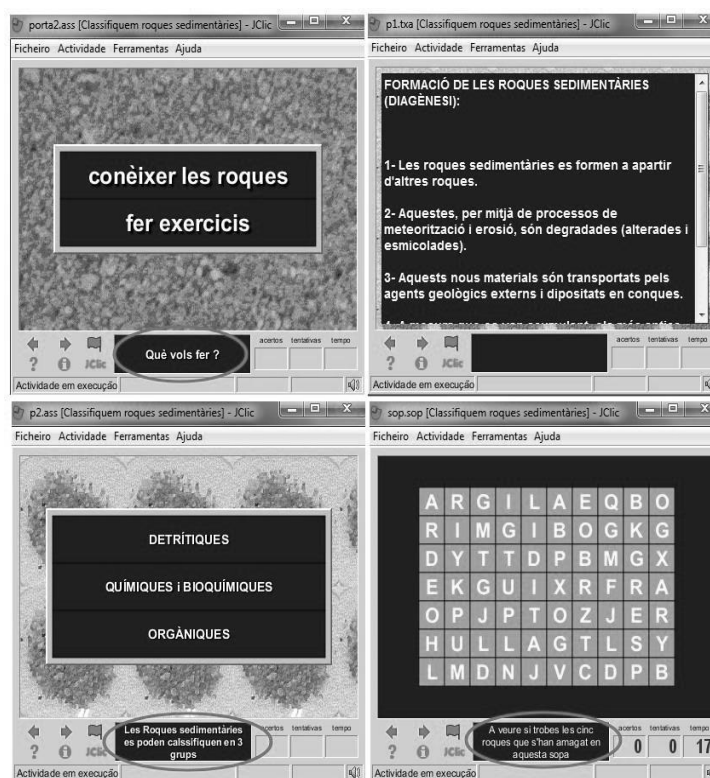 porta2.ass [Classifiquem roques sedimentàries] - JClic
Ficheiro Actividade Ferramentas Ajuda
conèixer les roques
fer exercicis
Què vols fer ?
acertos tentativas tempo
JClic
Actividade em execução
p1.txa [Classifiquem roques sedimentàries] - JClic
Ficheiro Actividade Ferramentas Ajuda
FORMACIÓ DE LES ROQUES SEDIMENTÀRIES
(DIAGÈNESI):
1- Les roques sedimentàries es formen a apartir
d'altres roques.
2- Aquestes, per mitjà de processos de
meteorització i erosió, són degradades (alterades i
esmicolades).
3- Aquests nous materials són transportats pels
agents geològics externs i dipositats en conques.
acertos tentativas tempo
JClic
Actividade em execução
p2.ass [Classifiquem roques sedimentàries] - JClic
Ficheiro Actividade Ferramentas Ajuda
DETRÍTIQUES
QUÍMIQUES i BIOQUÍMIQUES
ORGÀNIQUES
Les Roques sedimentàries
es poden calssifiquen en 3
grups
acertos tentativas tempo
JClic
Actividade em execução
sop.sop [Classifiquem roques sedimentàries] - JClic
Ficheiro Actividade Ferramentas Ajuda
A R G I L A E Q B O
R I M G I B O G K G
D Y T T D P B M G X
E K G U I X R F R A
O P J P T O Z J E R
H U L L A G T L S Y
L M D N J V C D P B
A veure si trobes les cinc
roques que s'han amagat en
aquesta sopa
acertos tentativas tempo
0 0 17
JClic
Actividade em execução